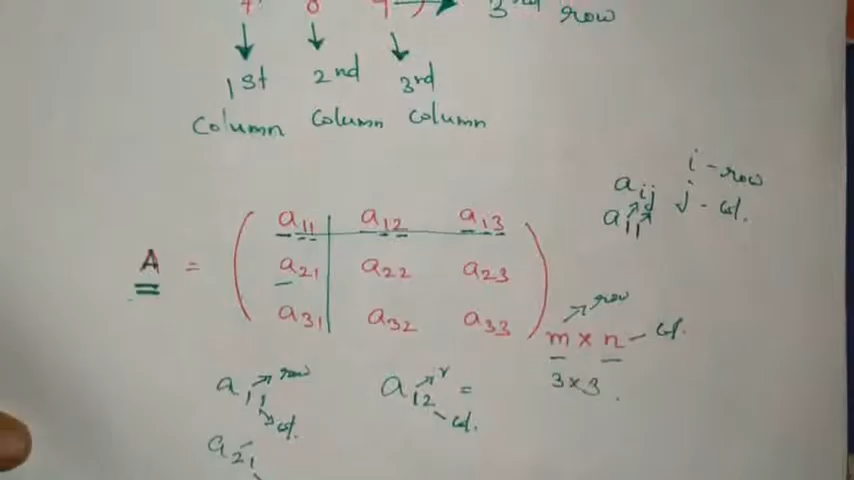 7 8 9 3rd row
1st 2nd 3rd
column column column
aij i - row
a11 j - col.
A = ( a11 a12 a13
a21 a22 a23
a31 a32 a33 ) m × n - col.
row
3 × 3 .
a11 row a12 r =
col. col.
a21